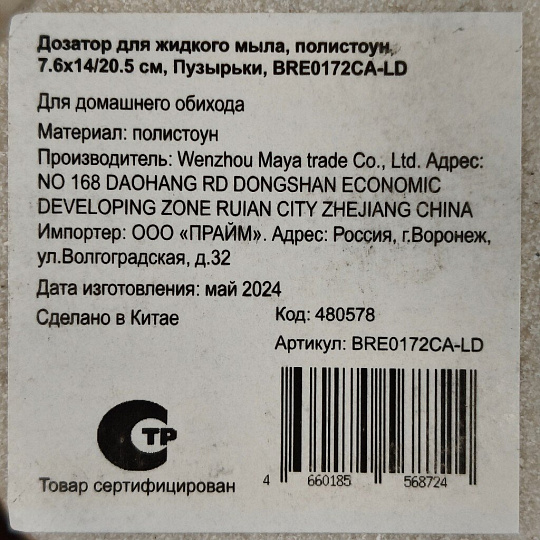 Дозатор для жидкого мыла, полистоун,
7.6х14/20.5 см, Пузырьки, BRE0172CA-LD
Для домашнего обихода
Материал: полистоун
Производитель: Wenzhou Maya trade Co., Ltd. Адрес:
NO 168 DAOHANG RD DONGSHAN ECONOMIC
DEVELOPING ZONE RUIAN CITY ZHEJIANG CHINA
Импортер: ООО «ПРАЙМ». Адрес: Россия, г.Воронеж,
ул.Волгоградская, д.32
Дата изготовления: май 2024
Сделано в Китае
Код: 480578
Артикул: BRE0172CA-LD
СТР
Товар сертифицирован
4 660185 568724